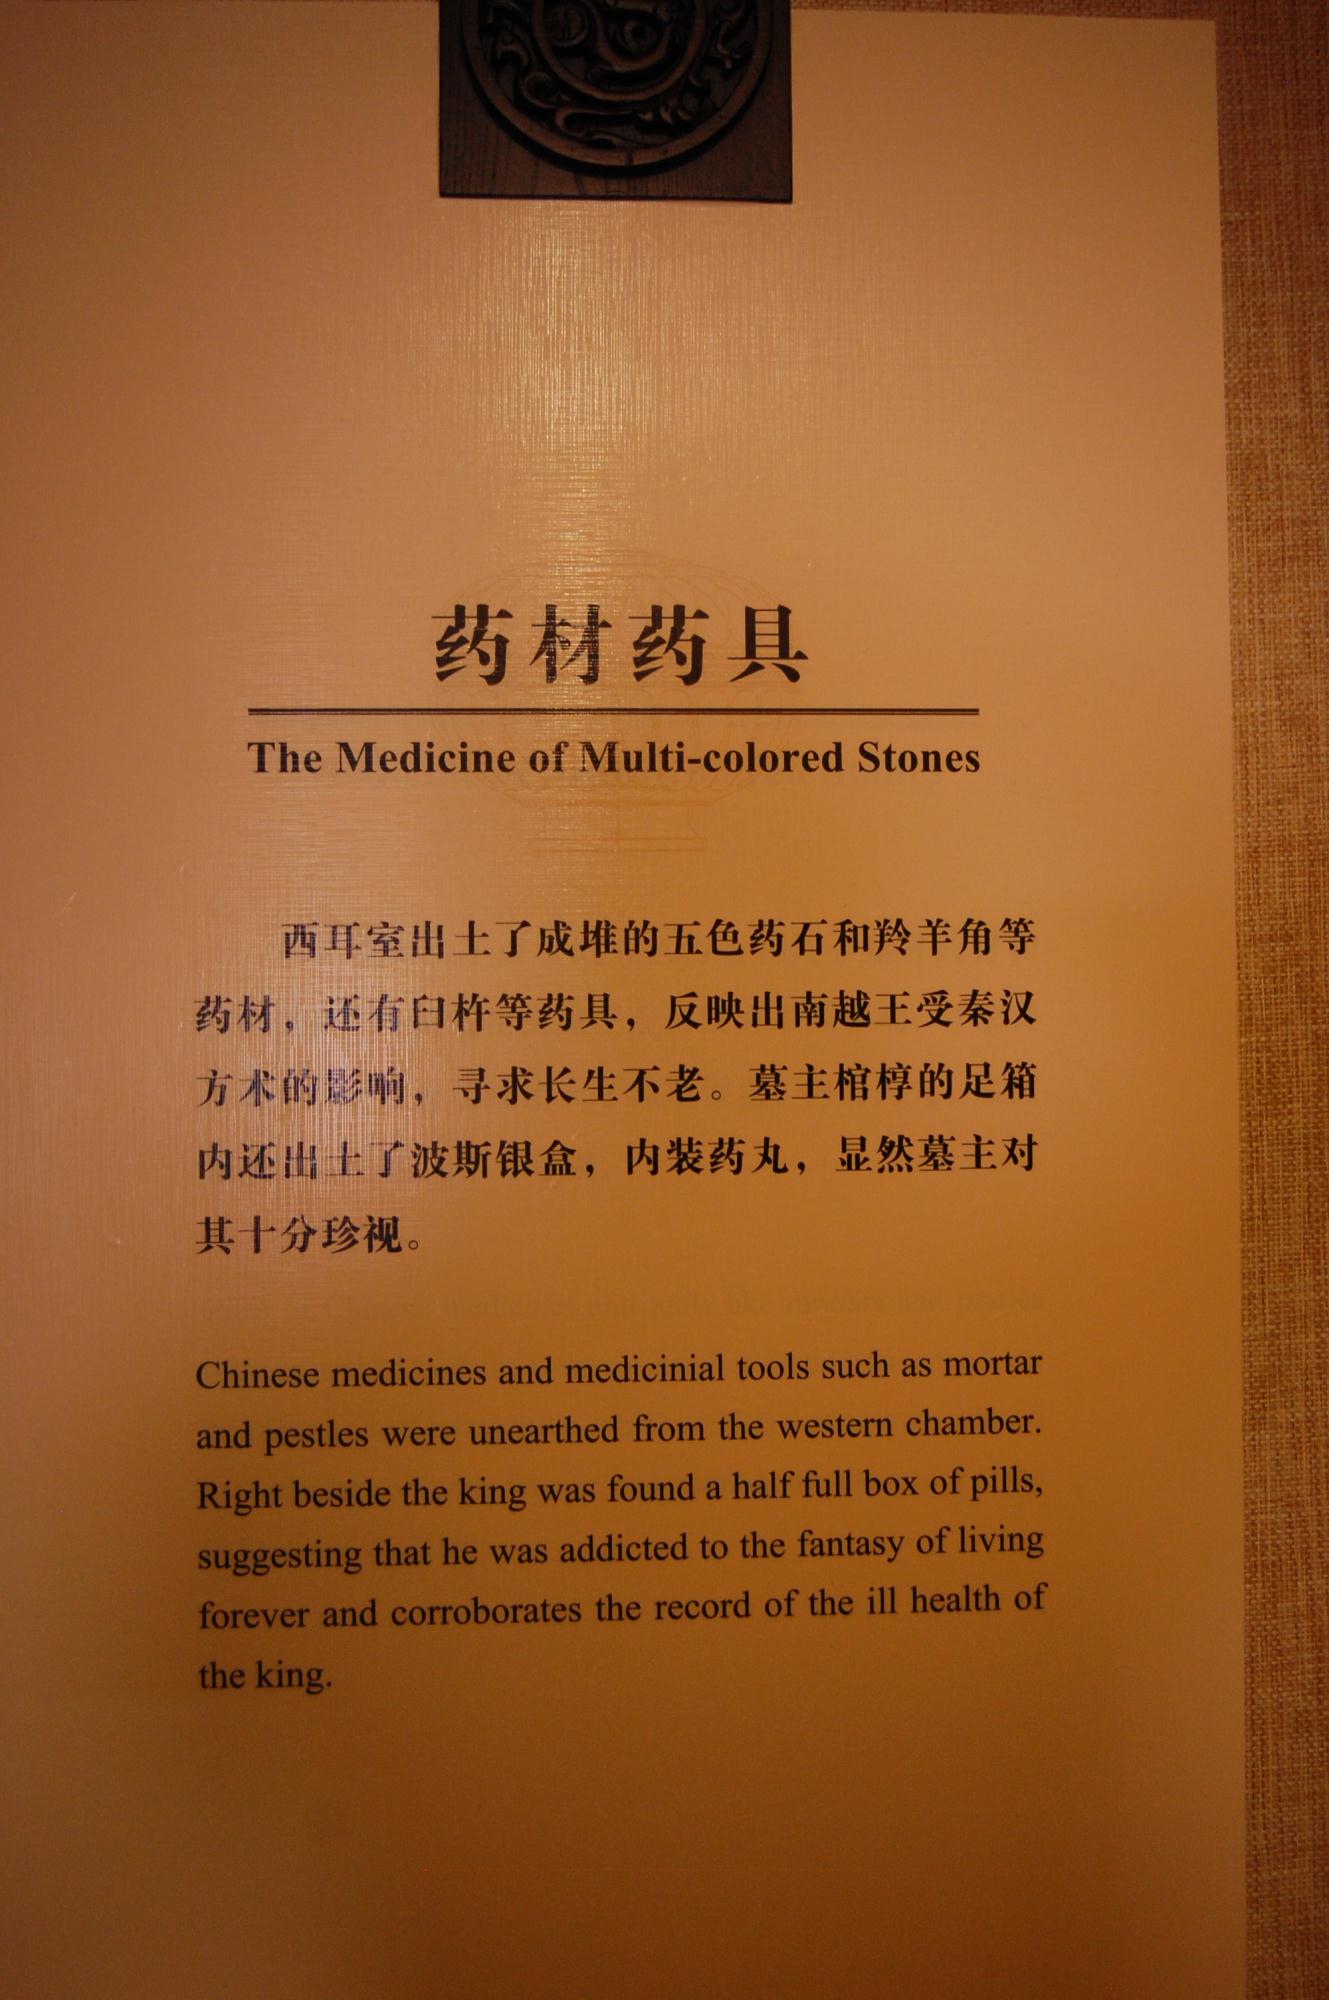 药材药具
The Medicine of Multi-colored Stones
西耳室出土了成堆的五色药石和羚羊角等
药材，还有臼杵等药具，反映出南越王受秦汉
方术的影响，寻求长生不老。墓主棺椁的足箱
内还出土了波斯银盒，内装药丸，显然墓主对
其十分珍视。
Chinese medicines and medicinial tools such as mortar
and pestles were unearthed from the western chamber.
Right beside the king was found a half full box of pills,
suggesting that he was addicted to the fantasy of living
forever and corroborates the record of the ill health of
the king.